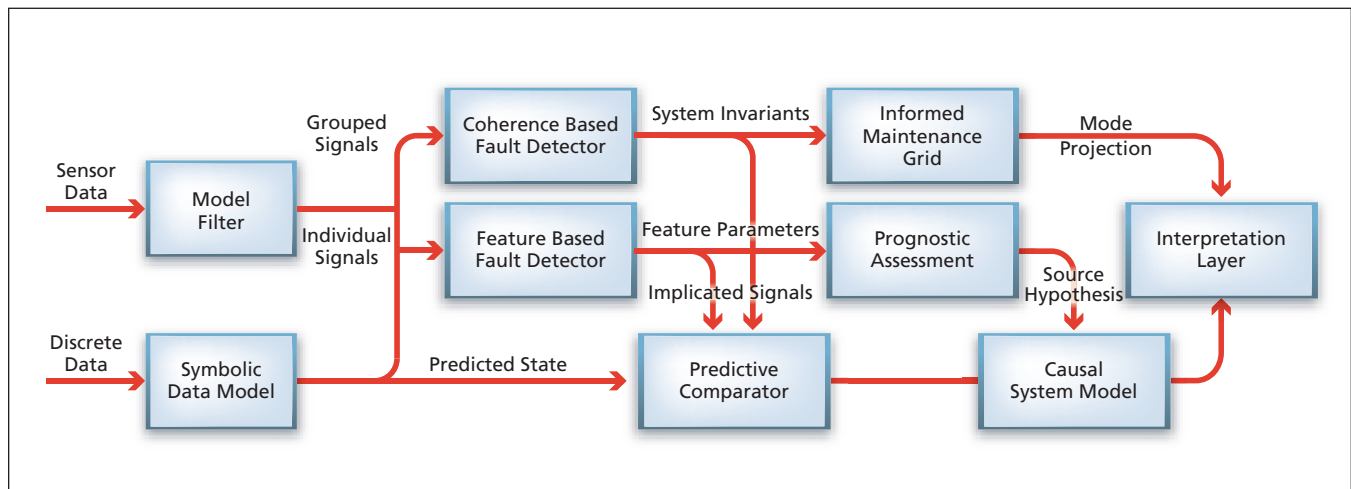 Sensor
Data
Model
Filter
Grouped
Signals
Individual
Signals
Discrete
Data
Symbolic
Data Model
Coherence Based
Fault Detector
Feature Based
Fault Detector
System Invariants
Feature Parameters
Implicated Signals
Predicted State
Informed
Maintenance
Grid
Prognostic
Assessment
Predictive
Comparator
Mode
Projection
Source
Hypothesis
Causal
System Model
Interpretation
Layer